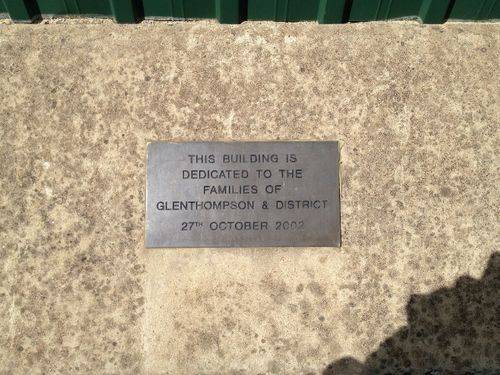 THIS BUILDING IS
DEDICATED TO THE
FAMILIES OF
GLENTHOMPSON & DISTRICT
27TH OCTOBER 2002